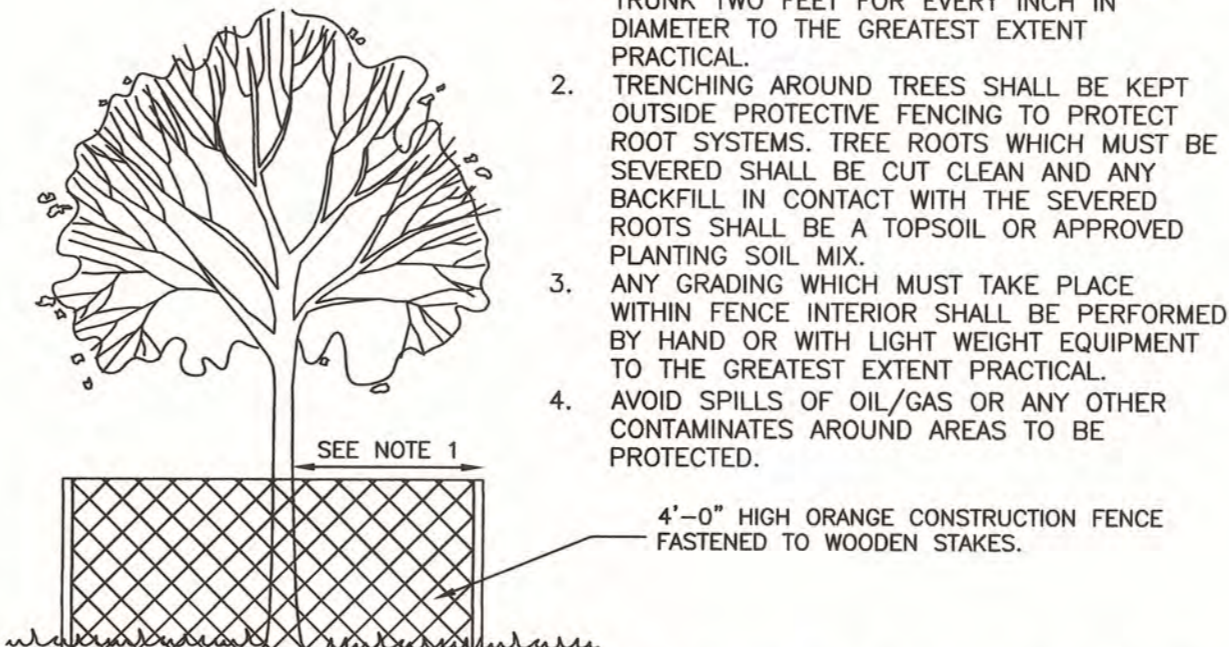 TRUNK TWO FEET FOR EVERY INCH IN
DIAMETER TO THE GREATEST EXTENT
PRACTICAL.
2. TRENCHING AROUND TREES SHALL BE KEPT
OUTSIDE PROTECTIVE FENCING TO PROTECT
ROOT SYSTEMS. TREE ROOTS WHICH MUST BE
SEVERED SHALL BE CUT CLEAN AND ANY
BACKFILL IN CONTACT WITH THE SEVERED
ROOTS SHALL BE A TOPSOIL OR APPROVED
PLANTING SOIL MIX.
3. ANY GRADING WHICH MUST TAKE PLACE
WITHIN FENCE INTERIOR SHALL BE PERFORMED
BY HAND OR WITH LIGHT WEIGHT EQUIPMENT
TO THE GREATEST EXTENT PRACTICAL.
4. AVOID SPILLS OF OIL/GAS OR ANY OTHER
CONTAMINATES AROUND AREAS TO BE
PROTECTED.
SEE NOTE 1
4'-0" HIGH ORANGE CONSTRUCTION FENCE
FASTENED TO WOODEN STAKES.